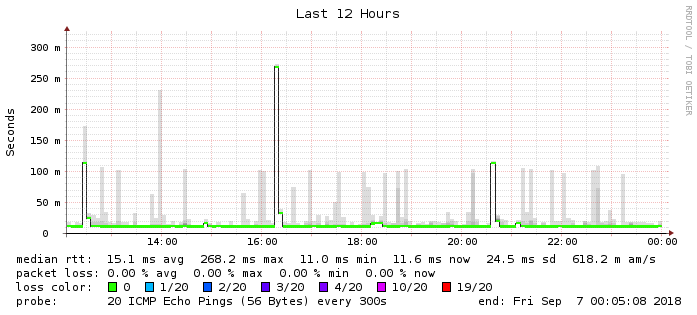 Last 12 Hours
RRDTOOL / TOBI OETIKER
Seconds
300 m
250 m
200 m
150 m
100 m
50 m
0
14:00 16:00 18:00 20:00 22:00 00:00
median rtt: 15.1 ms avg 268.2 ms max 11.0 ms min 11.6 ms now 24.5 ms sd 618.2 m am/s
packet loss: 0.00 % avg 0.00 % max 0.00 % min 0.00 % now
loss color: 0 1/20 2/20 3/20 4/20 10/20 19/20
probe: 20 ICMP Echo Pings (56 Bytes) every 300s end: Fri Sep 7 00:05:08 2018